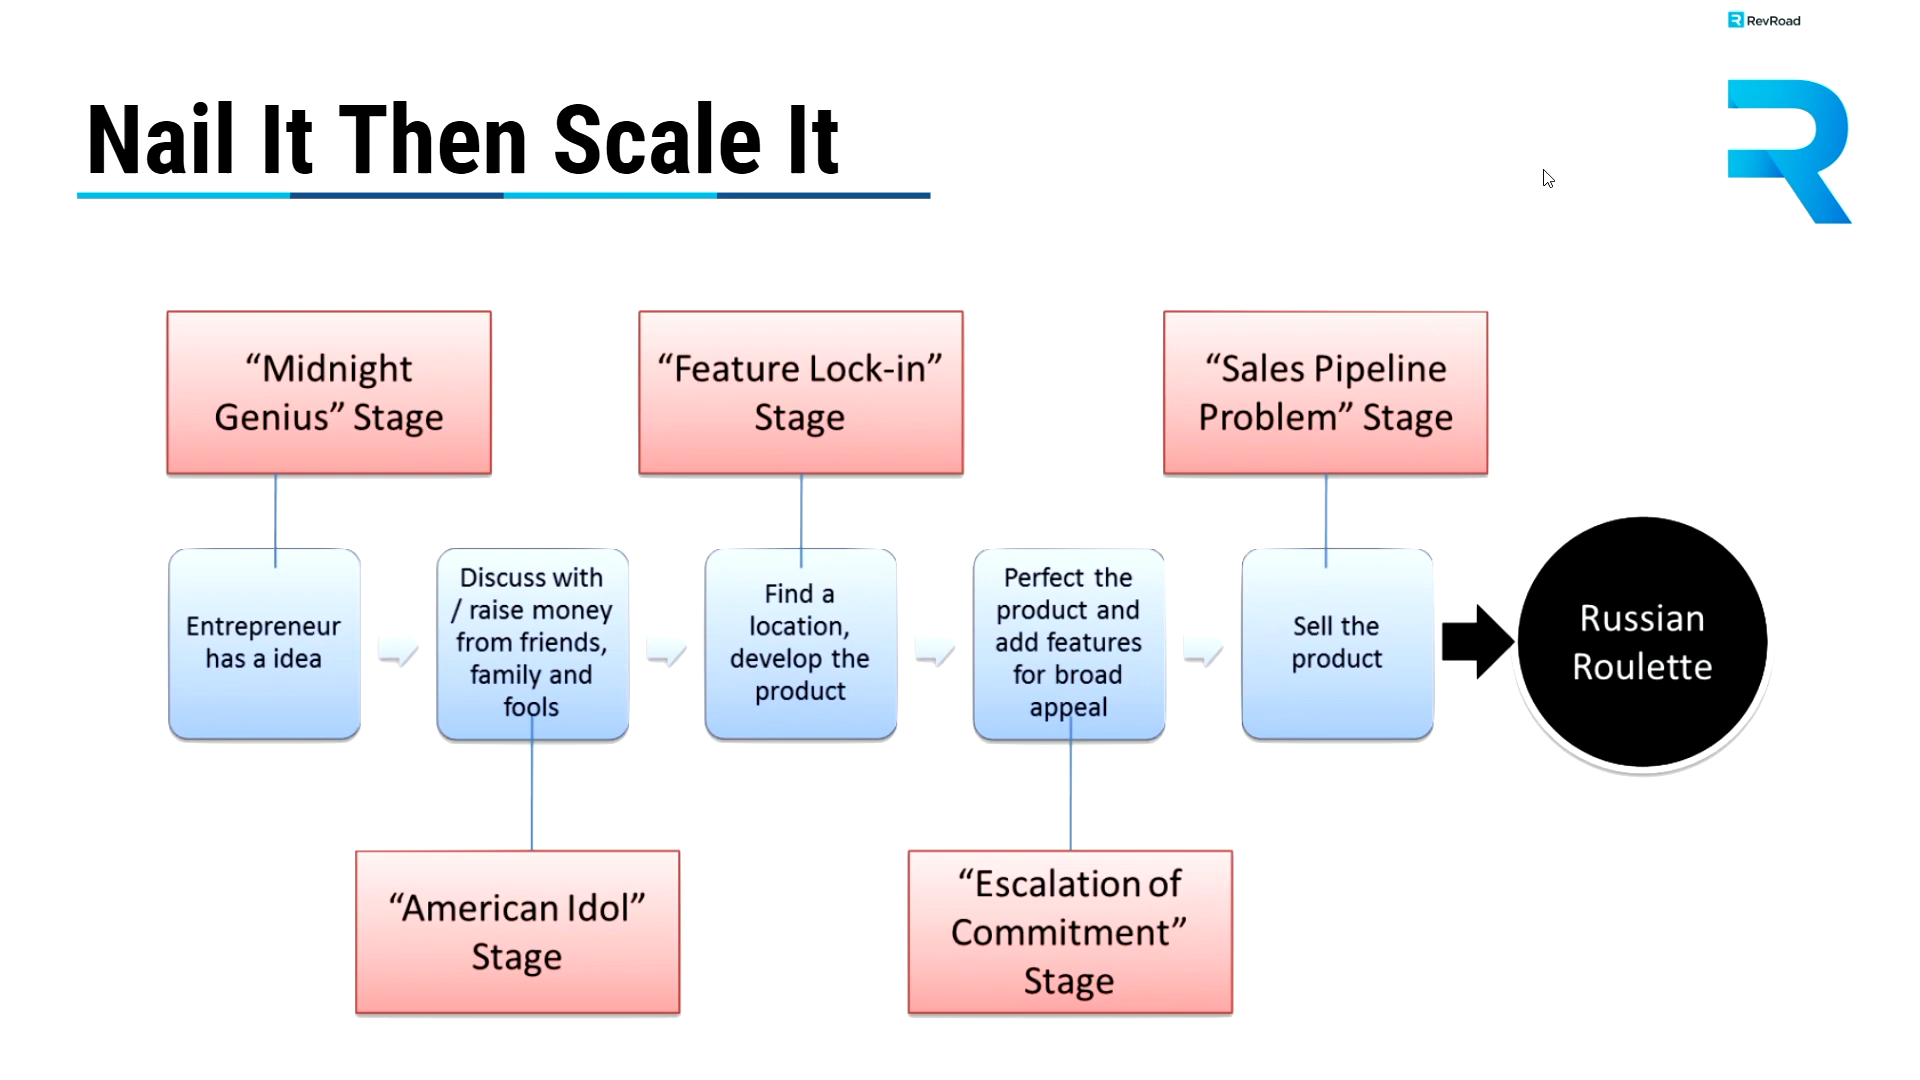 RevRoad
Nail It Then Scale It
“Midnight
Genius” Stage
“Feature Lock-in”
Stage
“Sales Pipeline
Problem” Stage
Entrepreneur
has a idea
Discuss with
/ raise money
from friends,
family and
fools
Find a
location,
develop the
product
Perfect the
product and
add features
for broad
appeal
Sell the
product
Russian
Roulette
“American Idol”
Stage
“Escalation of
Commitment”
Stage